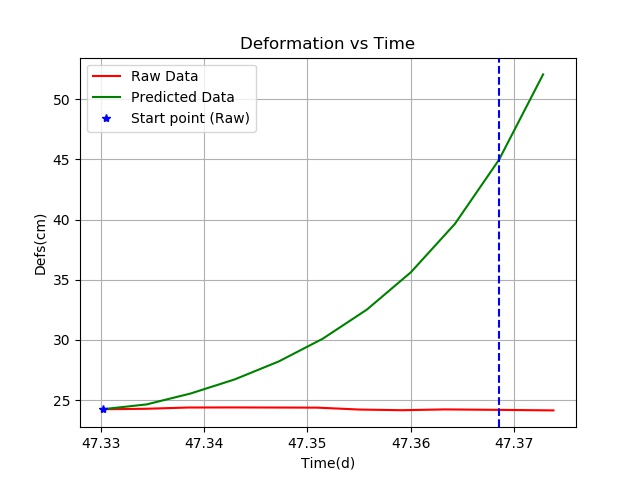 Deformation vs Time
Raw Data
Predicted Data
Start point (Raw)
50
45
40
35
30
25
Defs(cm)
47.33 47.34 47.35 47.36 47.37
Time(d)